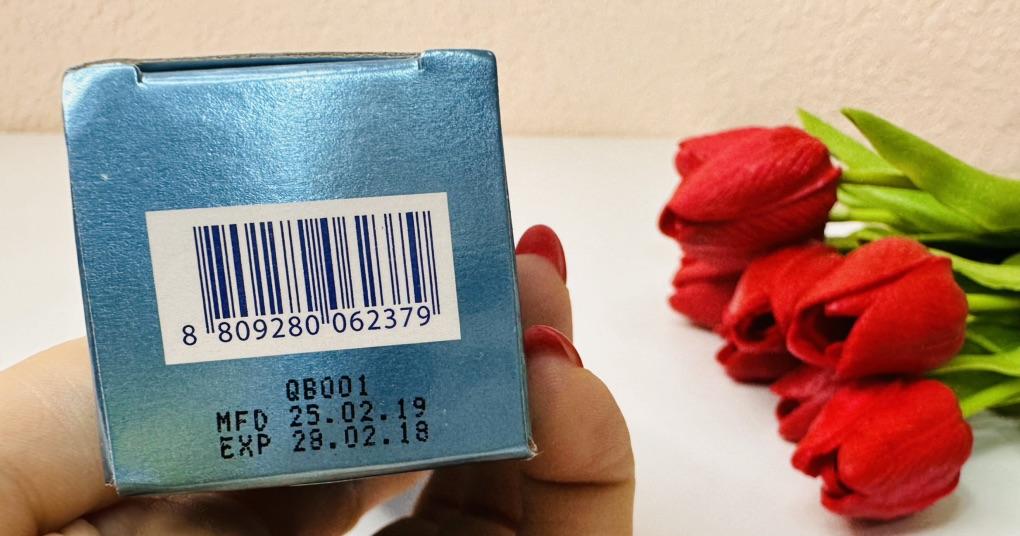 8 809280 062379
QB001
MFD 25.02.19
EXP 28.02.18